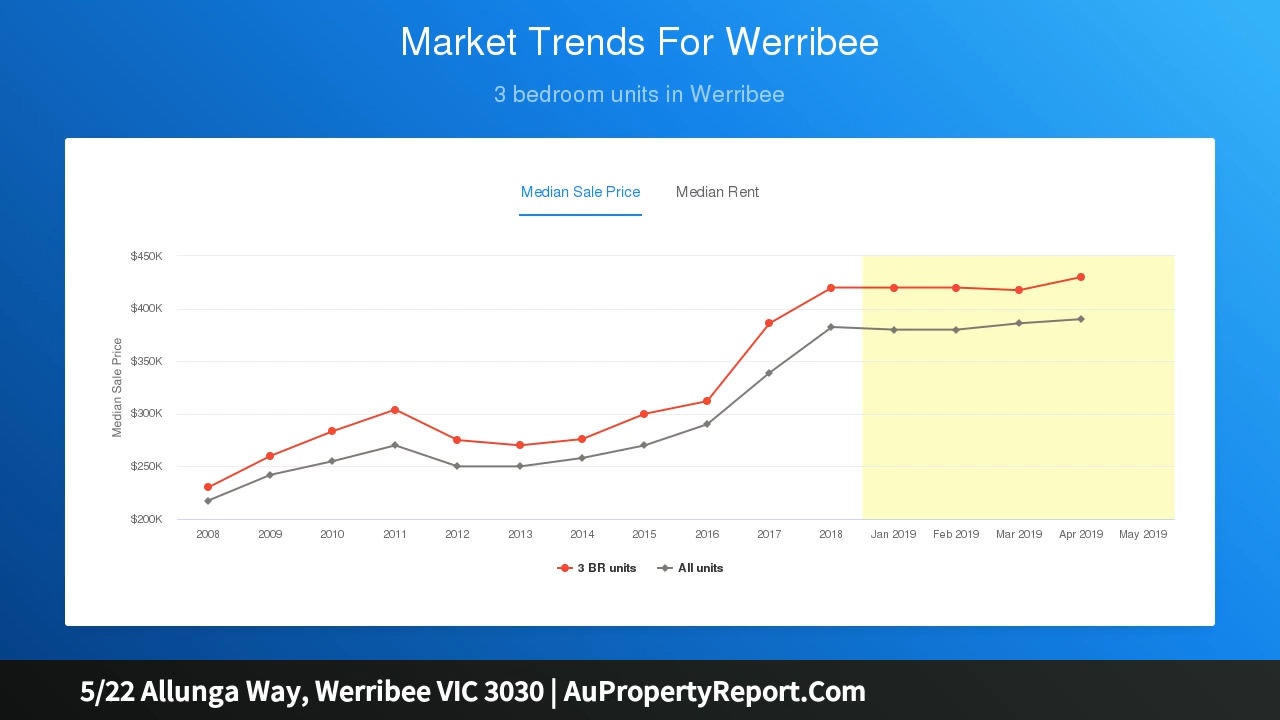 Market Trends For Werribee
3 bedroom units in Werribee
Median Sale Price Median Rent
$450K
$400K
$350K
$300K
$250K
$200K
Median Sale Price
2008 2009 2010 2011 2012 2013 2014 2015 2016 2017 2018 Jan 2019 Feb 2019 Mar 2019 Apr 2019 May 2019
3 BR units All units
5/22 Allunga Way, Werribee VIC 3030 | AuPropertyReport.Com